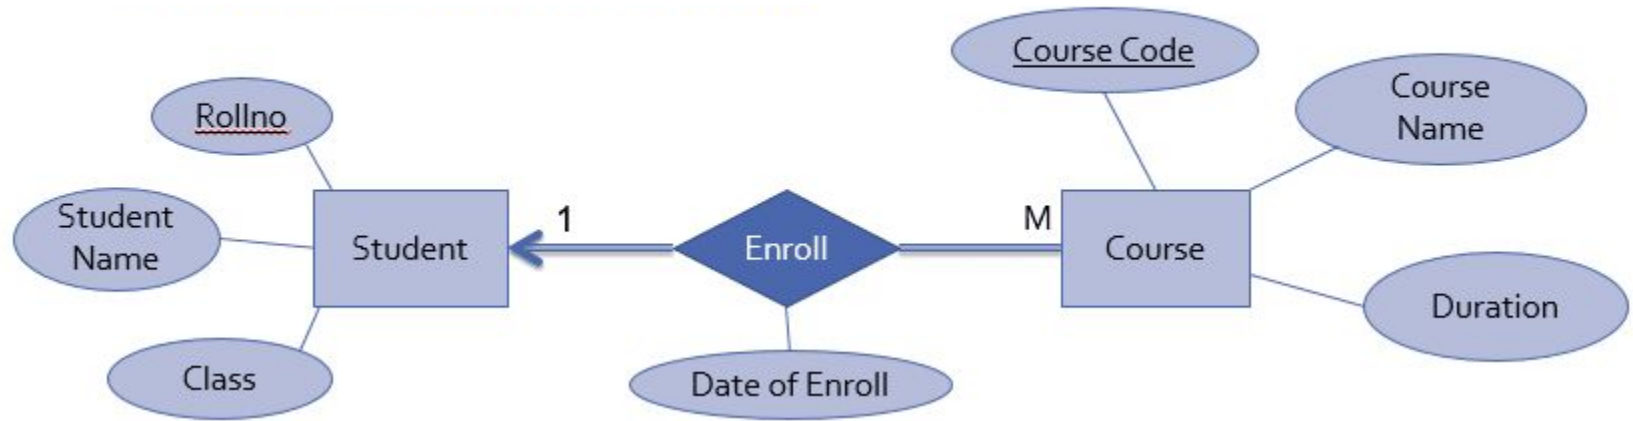 Course Code
Course
Name
Rollno
Student
Name
Student
1
Enroll
M
Course
Duration
Class
Date of Enroll